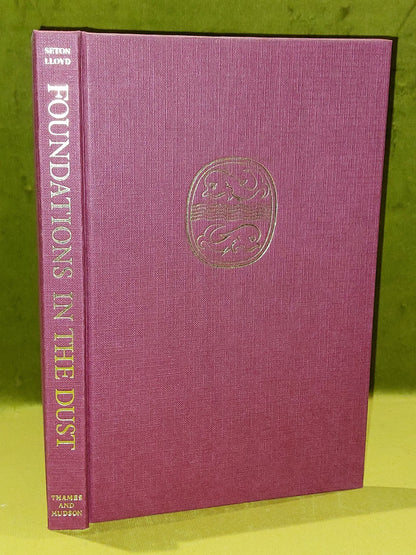 SETON
LLOYD
FOUNDATIONS IN THE DUST
THAMES
AND
HUDSON